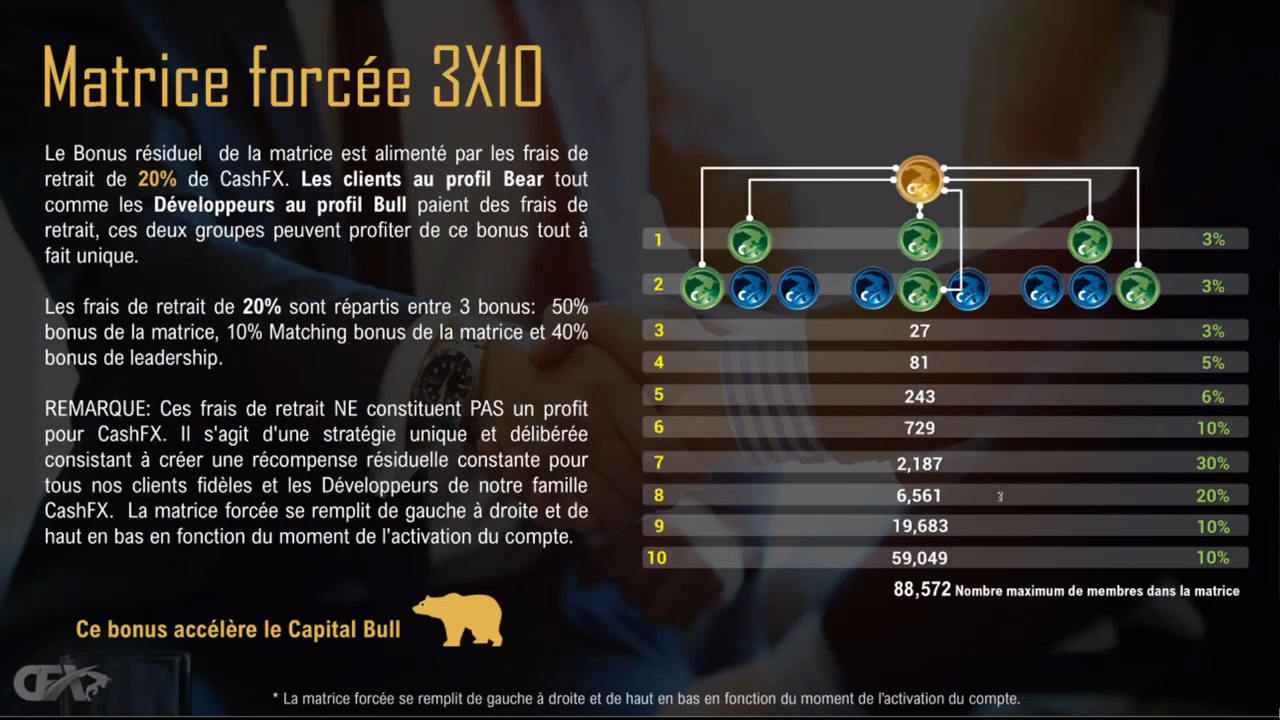 Matrice forcée 3X10
Le Bonus résiduel de la matrice est alimenté par les frais de
retrait de 20% de CashFX. Les clients au profil Bear tout
comme les Développeurs au profil Bull paient des frais de
retrait, ces deux groupes peuvent profiter de ce bonus tout à
fait unique.
Les frais de retrait de 20% sont répartis entre 3 bonus: 50%
bonus de la matrice, 10% Matching bonus de la matrice et 40%
bonus de leadership.
REMARQUE: Ces frais de retrait NE constituent PAS un profit
pour CashFX. Il s'agit d'une stratégie unique et délibérée
consistant à créer une récompense résiduelle constante pour
tous nos clients fidèles et les Développeurs de notre famille
CashFX. La matrice forcée se remplit de gauche à droite et de
haut en bas en fonction du moment de l'activation du compte.
Ce bonus accélère le Capital Bull
1 3%
2 3%
3 27 3%
4 81 5%
5 243 6%
6 729 10%
7 2,187 30%
8 6,561 20%
9 19,683 10%
10 59,049 10%
88,572 Nombre maximum de membres dans la matrice
CFX
* La matrice forcée se remplit de gauche à droite et de haut en bas en fonction du moment de l'activation du compte.